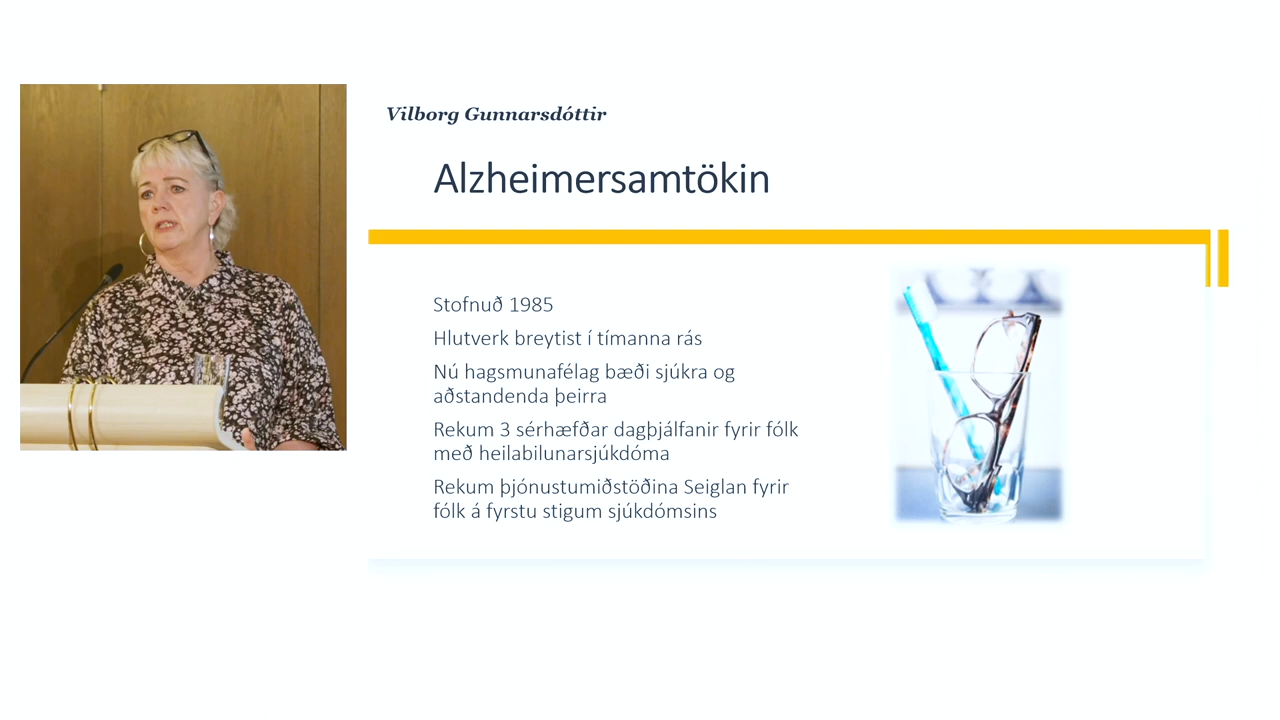 Vilborg Gunnarsdóttir
Alzheimersamtökin
Stofnuð 1985
Hlutverk breytist í tímanna rás
Nú hagsmunafélag bæði sjúkra og
aðstandenda þeirra
Rekum 3 sérhæfðar dagþjálfanir fyrir fólk
með heilabilunarsjúkdóma
Rekum þjónustumiðstöðina Seiglan fyrir
fólk á fyrstu stigum sjúkdómsins